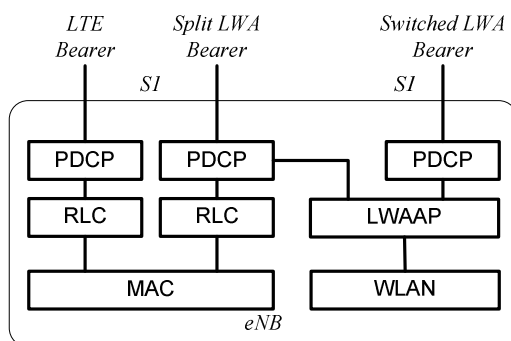 LTE Bearer
Split LWA Bearer
Switched LWA Bearer
S1
S1
PDCP
PDCP
PDCP
RLC
RLC
LWAAP
MAC
WLAN
eNB